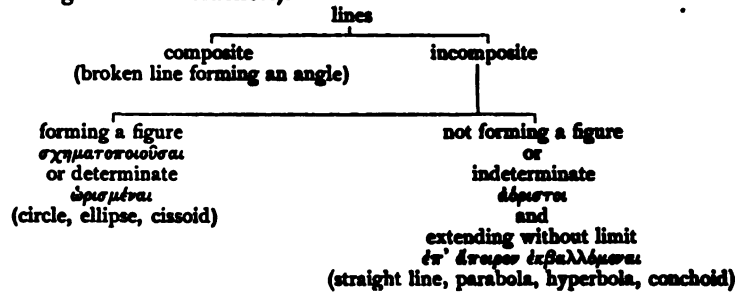 lines
composite
(broken line forming an angle)
incomposite
forming a figure
σχηματοποιοῦσαι
or determinate
ὡρισμέναι
(circle, ellipse, cissoid)
not forming a figure
or
indeterminate
ἀόριστοι
and
extending without limit
ἐπ' ἄπειρον ἐκβαλλόμεναι
(straight line, parabola, hyperbola, conchoid)